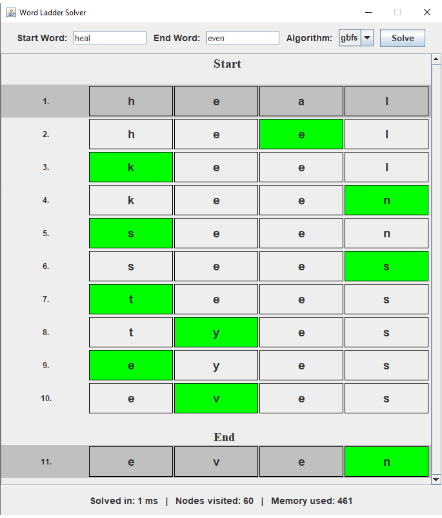 Word Ladder Solver
Start Word: heal End Word: even Algorithm: gbfs Solve
Start
1. h e a l
2. h e e l
3. k e e l
4. k e e n
5. s e e n
6. s e e s
7. t e e s
8. t y e s
9. e y e s
10. e v e s
End
11. e v e n
Solved in: 1 ms | Nodes visited: 60 | Memory used: 461